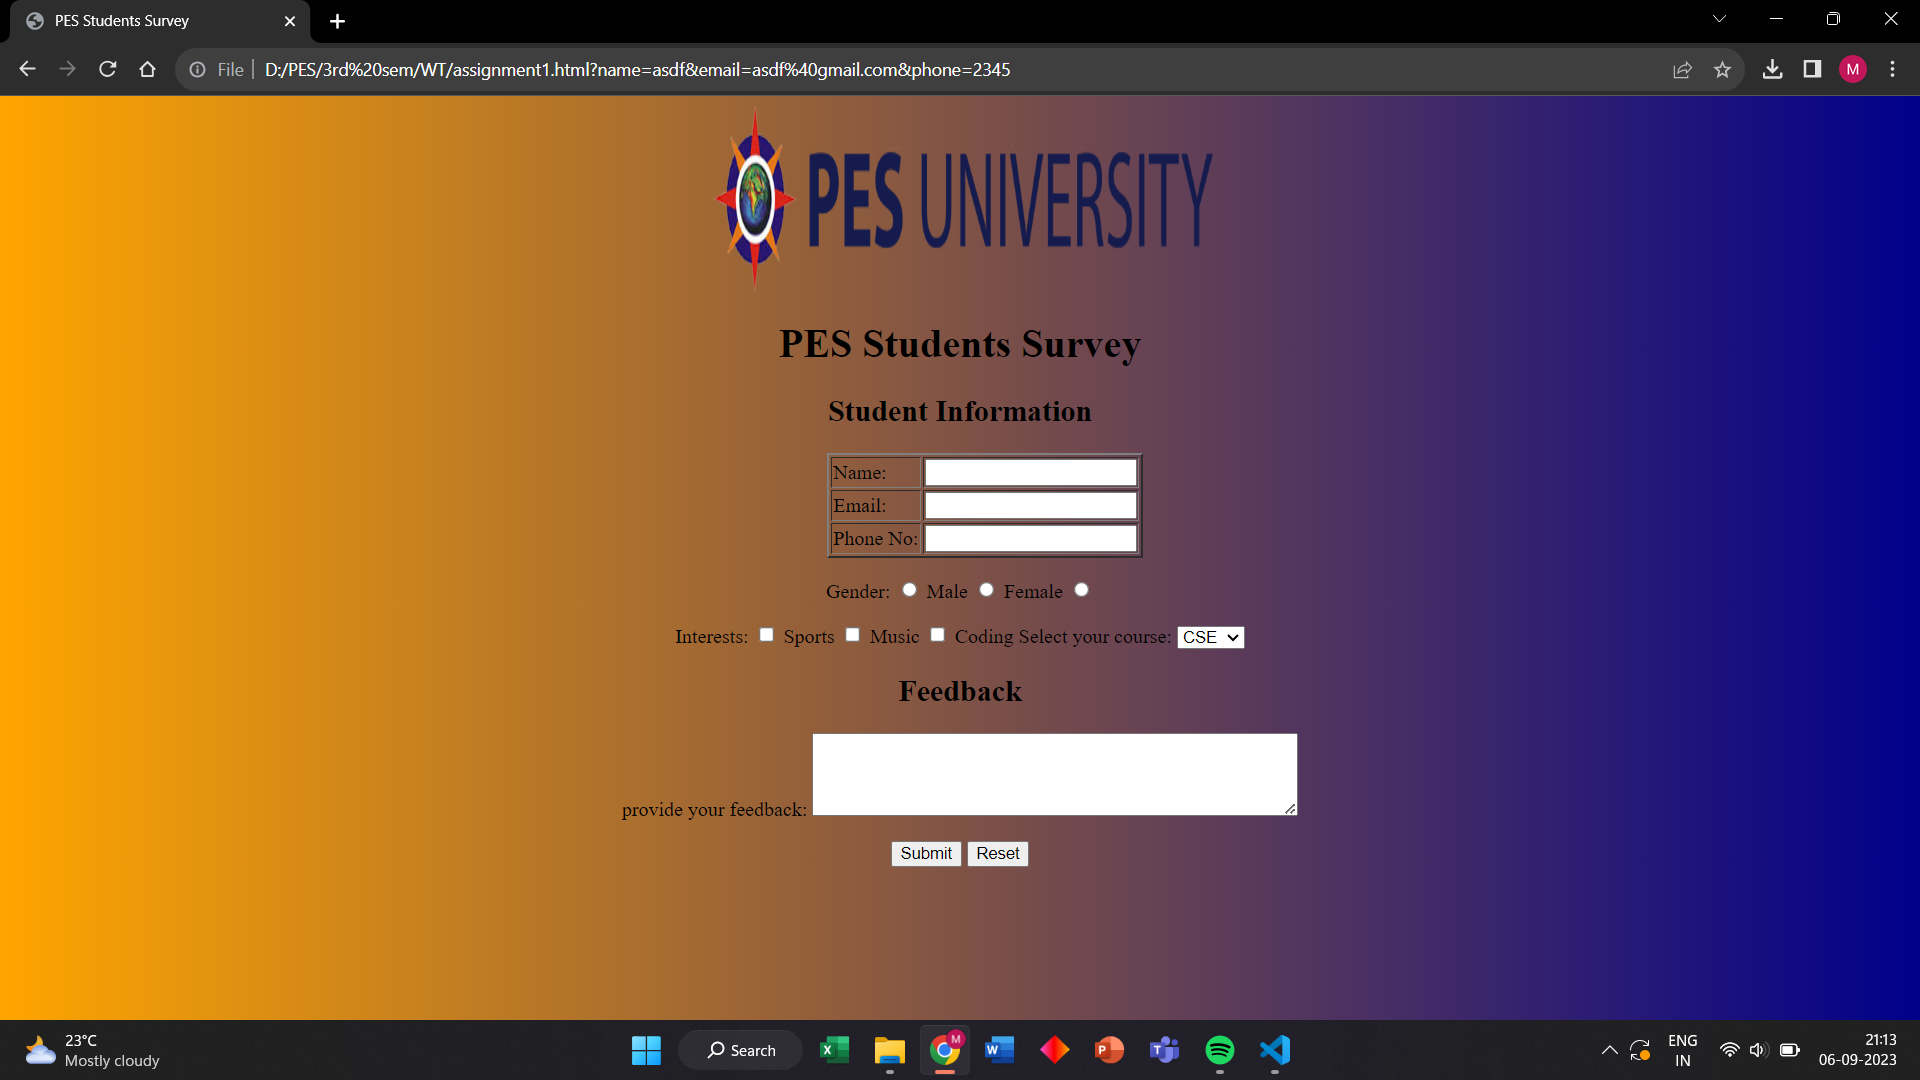 PES Students Survey
File D:/PES/3rd%20sem/WT/assignment1.html?name=asdf&email=asdf%40gmail.com&phone=2345
M
PES UNIVERSITY
PES Students Survey
Student Information
Name:
Email:
Phone No:
Gender: Male Female
Interests: Sports Music Coding Select your course: CSE
Feedback
provide your feedback:
Submit Reset
23°C
Mostly cloudy
Search
M
ENG
IN
21:13
06-09-2023